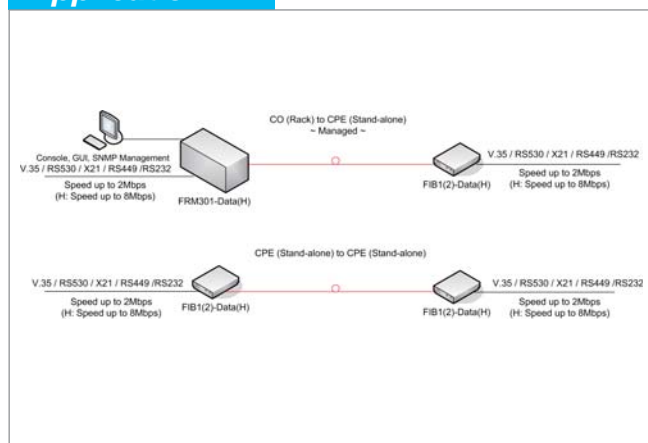 CO (Rack) to CPE (Stand-alone)
~ Managed ~
Console, GUI, SNMP Management
V.35 / RS530 / X21 / RS449 /RS232
Speed up to 2Mbps
(H: Speed up to 8Mbps)
FRM301-Data(H)
V.35 / RS530 / X21 / RS449 /RS232
Speed up to 2Mbps
(H: Speed up to 8Mbps)
FIB1(2)-Data(H)
CPE (Stand-alone) to CPE (Stand-alone)
V.35 / RS530 / X21 / RS449 /RS232
Speed up to 2Mbps
(H: Speed up to 8Mbps)
FIB1(2)-Data(H)
FIB1(2)-Data(H)
V.35 / RS530 / X21 / RS449 /RS232
Speed up to 2Mbps
(H: Speed up to 8Mbps)